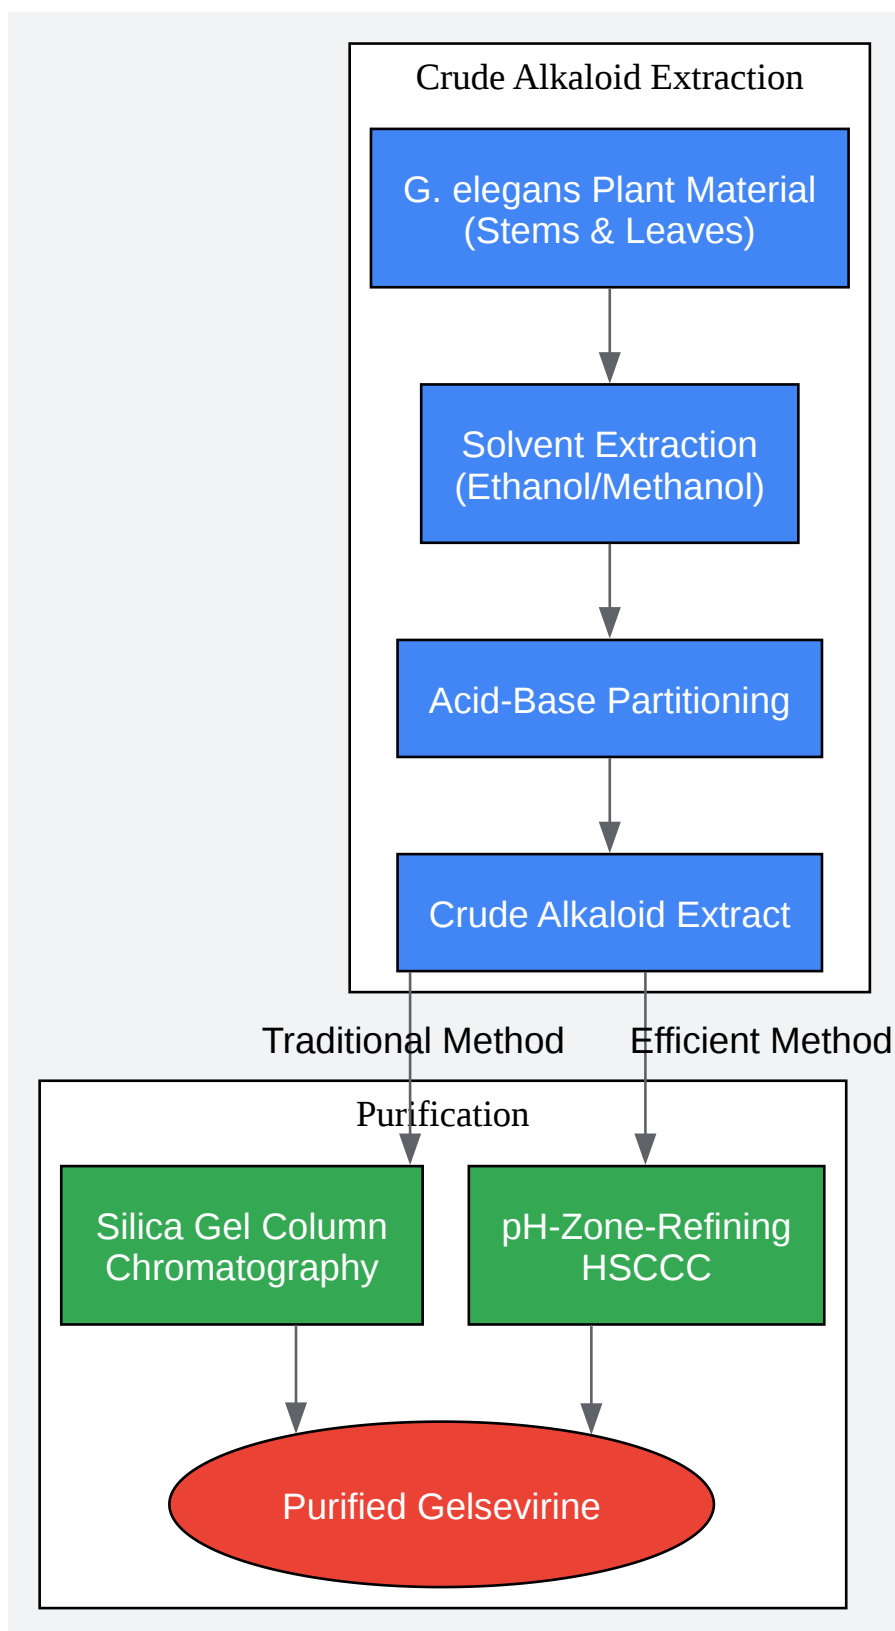 Crude Alkaloid Extraction
G. elegans Plant Material
(Stems & Leaves)
Solvent Extraction
(Ethanol/Methanol)
Acid-Base Partitioning
Crude Alkaloid Extract
Traditional Method
Efficient Method
Purification
Silica Gel Column
Chromatography
pH-Zone-Refining
HSCCC
Purified Gelsevirine